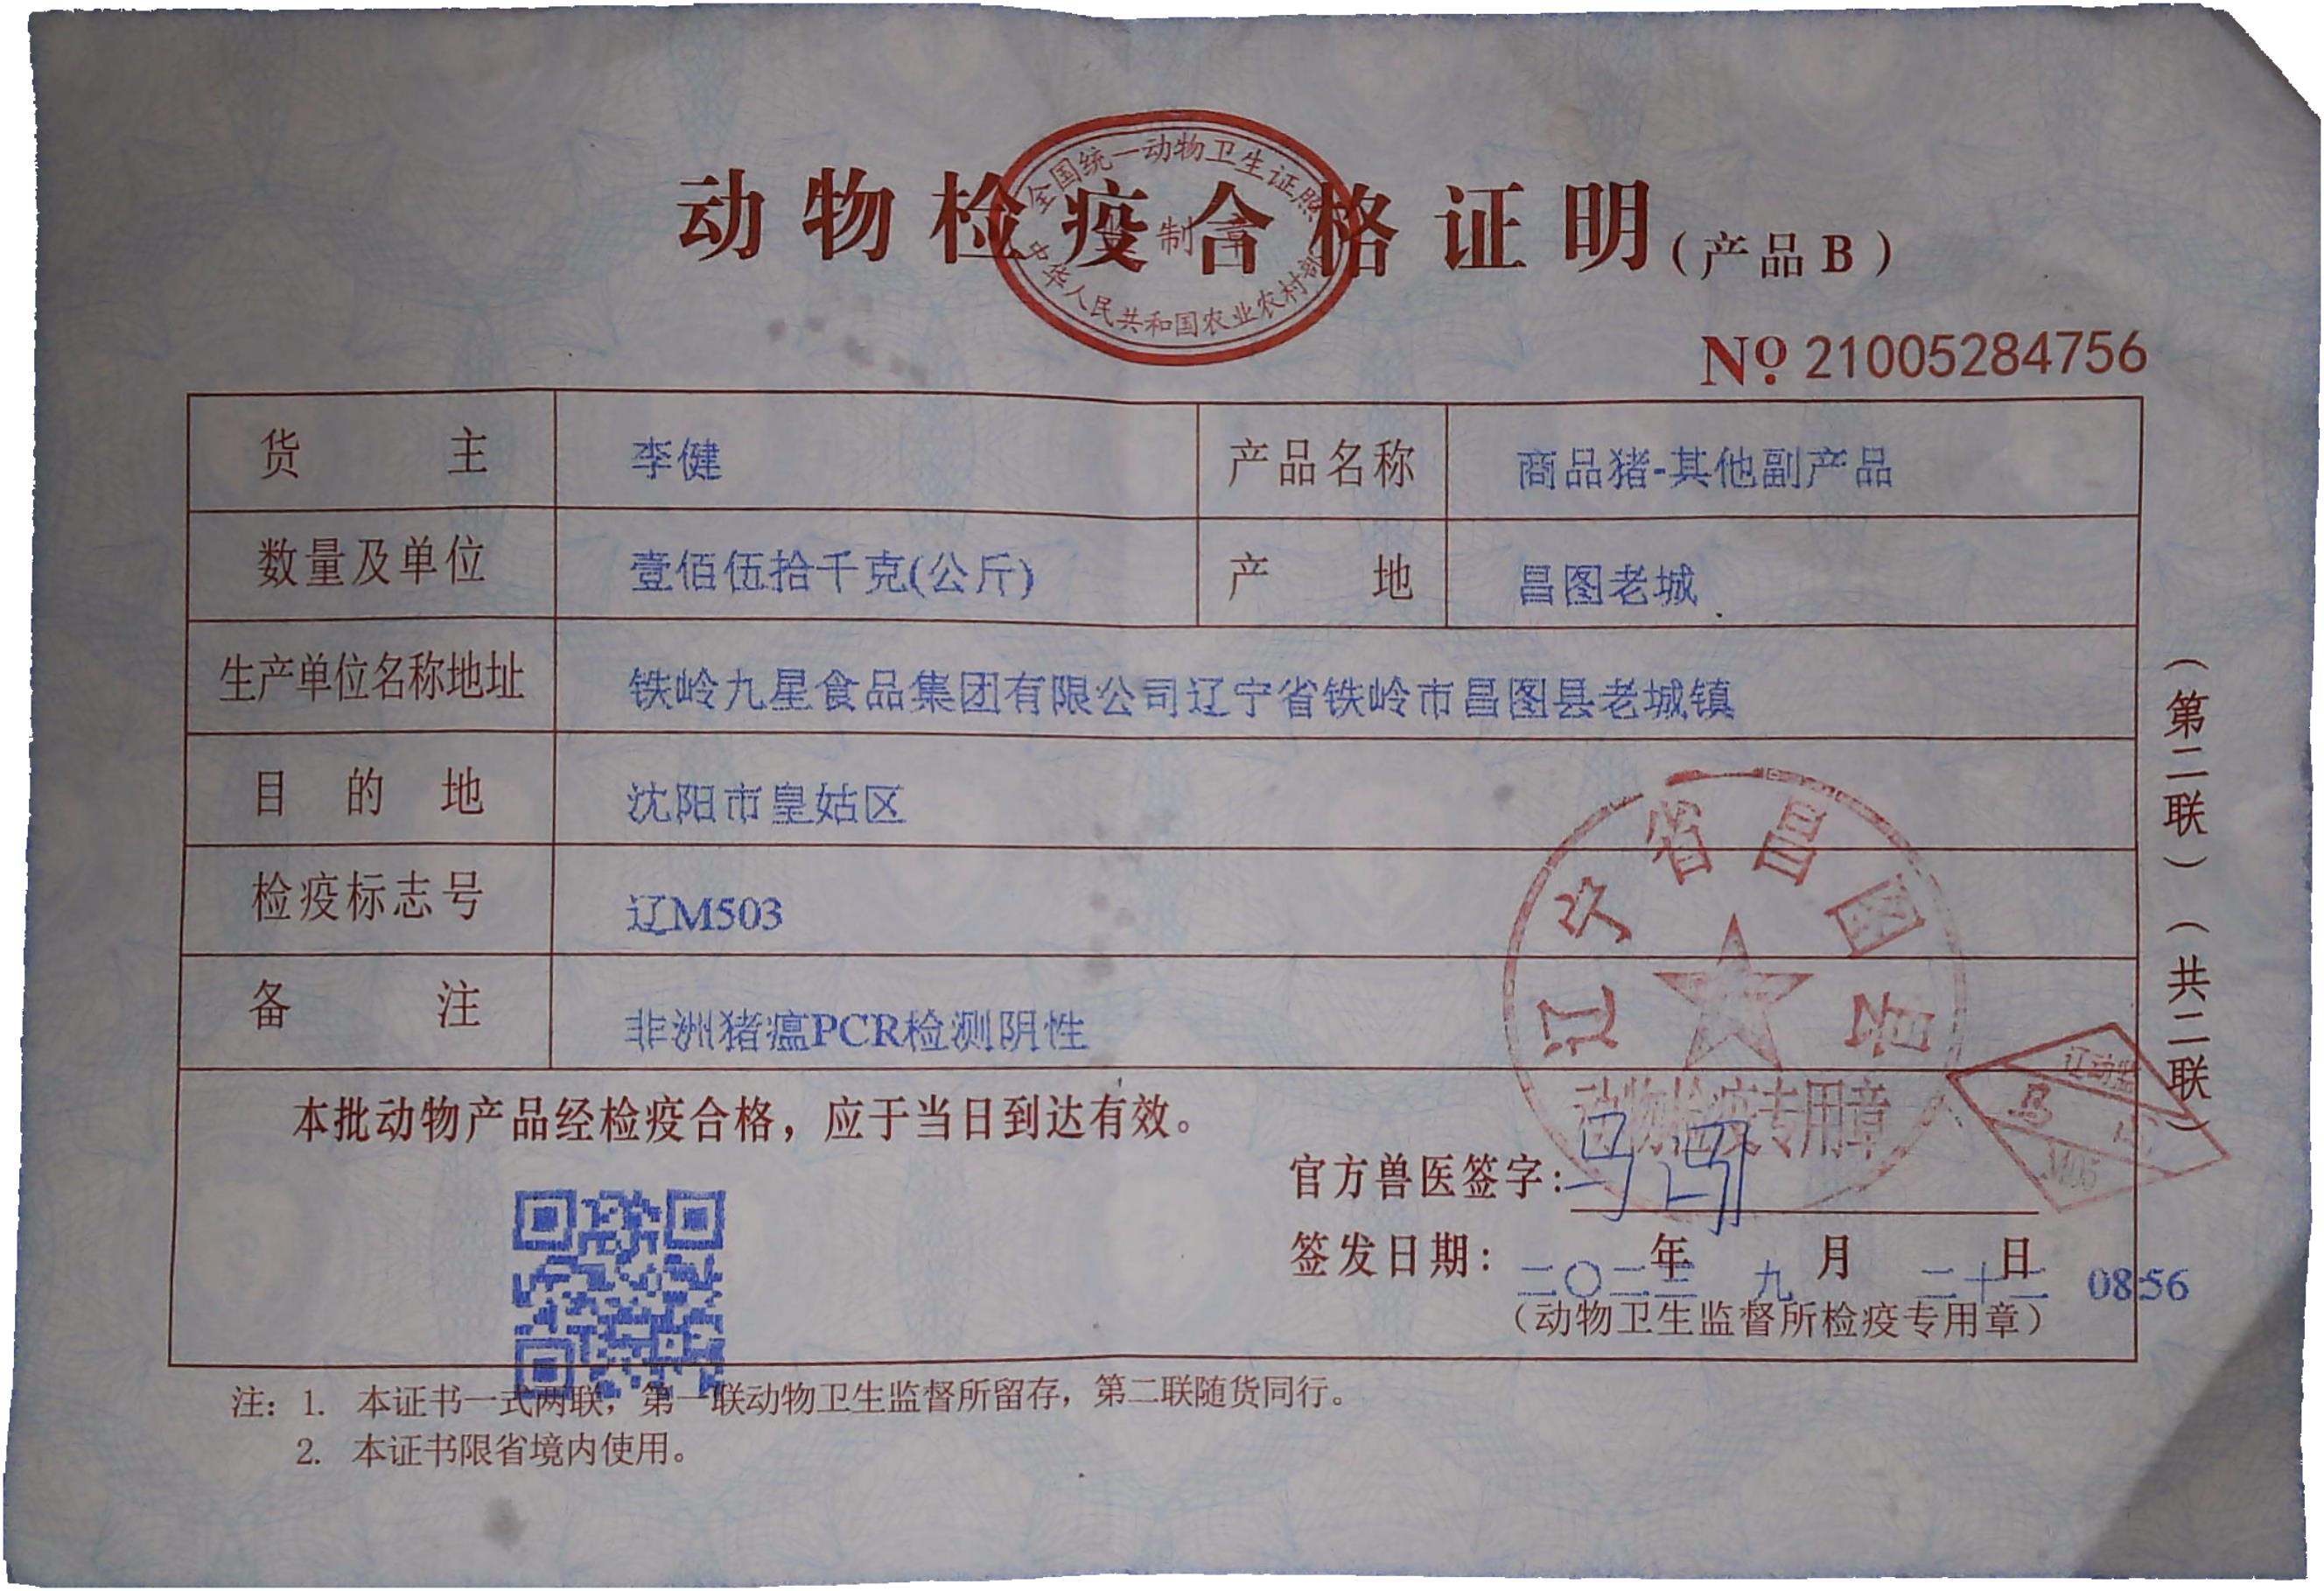 全国统一动物卫生证照
动物检疫合格证明(产品B)
制 章
中华人民共和国农业农村部
№ 21005284756
货主 李健 产品名称 商品猪-其他副产品
数量及单位 壹佰伍拾千克(公斤) 产地 昌图老城
生产单位名称地址 铁岭九星食品集团有限公司辽宁省铁岭市昌图县老城镇
目的地 沈阳市皇姑区
检疫标志号 辽M503
备注 非洲猪瘟PCR检测阴性
(第二联)(共二联)
辽宁省昌图县
动物检疫专用章
辽动监
马
M05
本批动物产品经检疫合格，应于当日到达有效。
官方兽医签字：
签发日期： 二〇二三年 九月 二十二日 08:56
(动物卫生监督所检疫专用章)
注：1. 本证书一式两联，第一联动物卫生监督所留存，第二联随货同行。
2. 本证书限省境内使用。